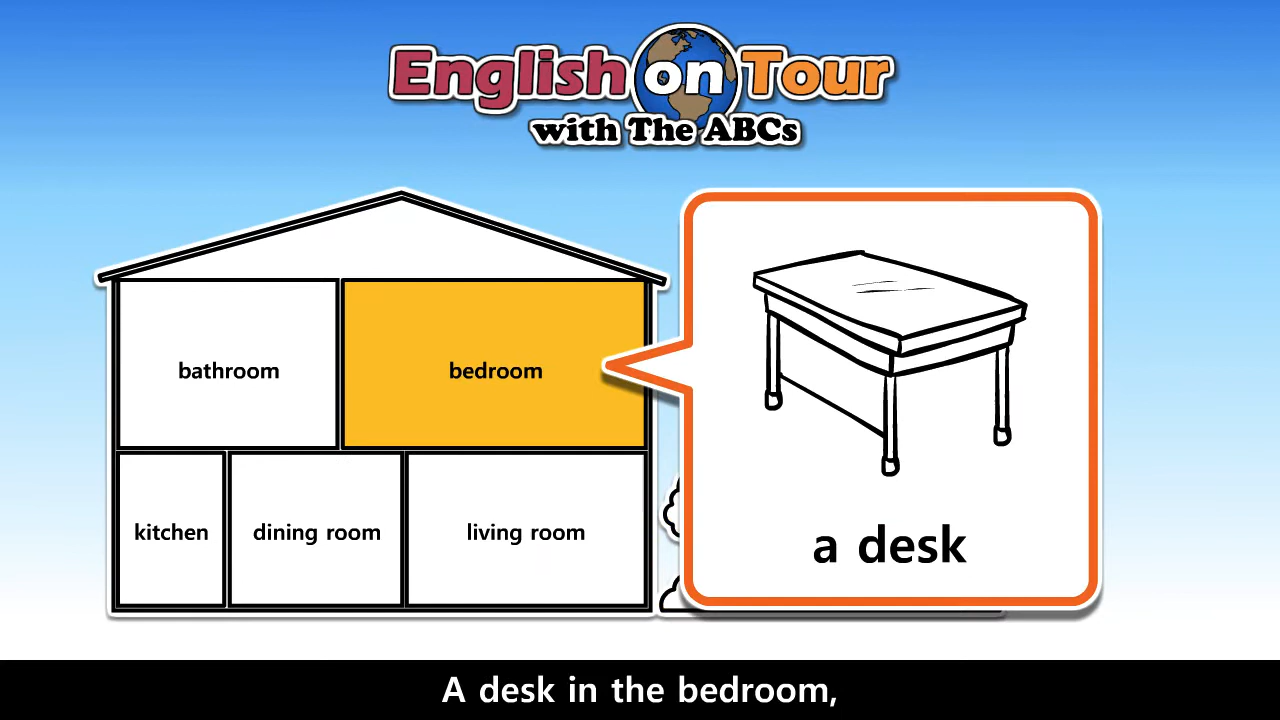 English on Tour
with The ABCs
bathroom
bedroom
kitchen
dining room
living room
a desk
A desk in the bedroom,